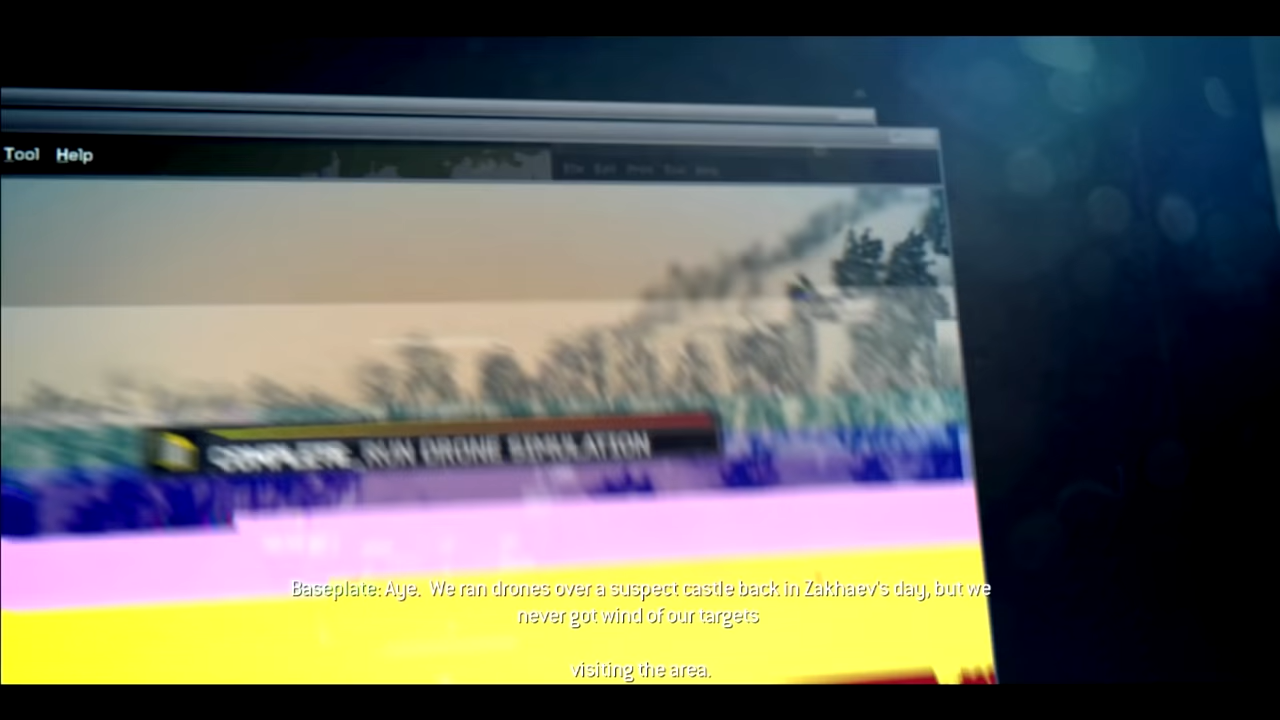 Tool Help
COMPLETE. RUN DRONE SIMULATION
Baseplate: Aye.  We ran drones over a suspect castle back in Zakhaev's day, but we
never got wind of our targets
visiting the area.